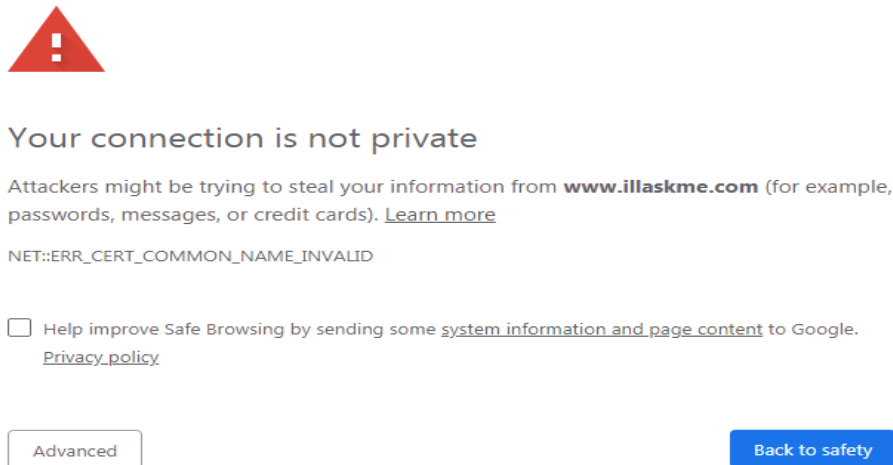 Your connection is not private
Attackers might be trying to steal your information from www.illaskme.com (for example,
passwords, messages, or credit cards). Learn more
NET::ERR_CERT_COMMON_NAME_INVALID
Help improve Safe Browsing by sending some system information and page content to Google.
Privacy policy
Advanced
Back to safety